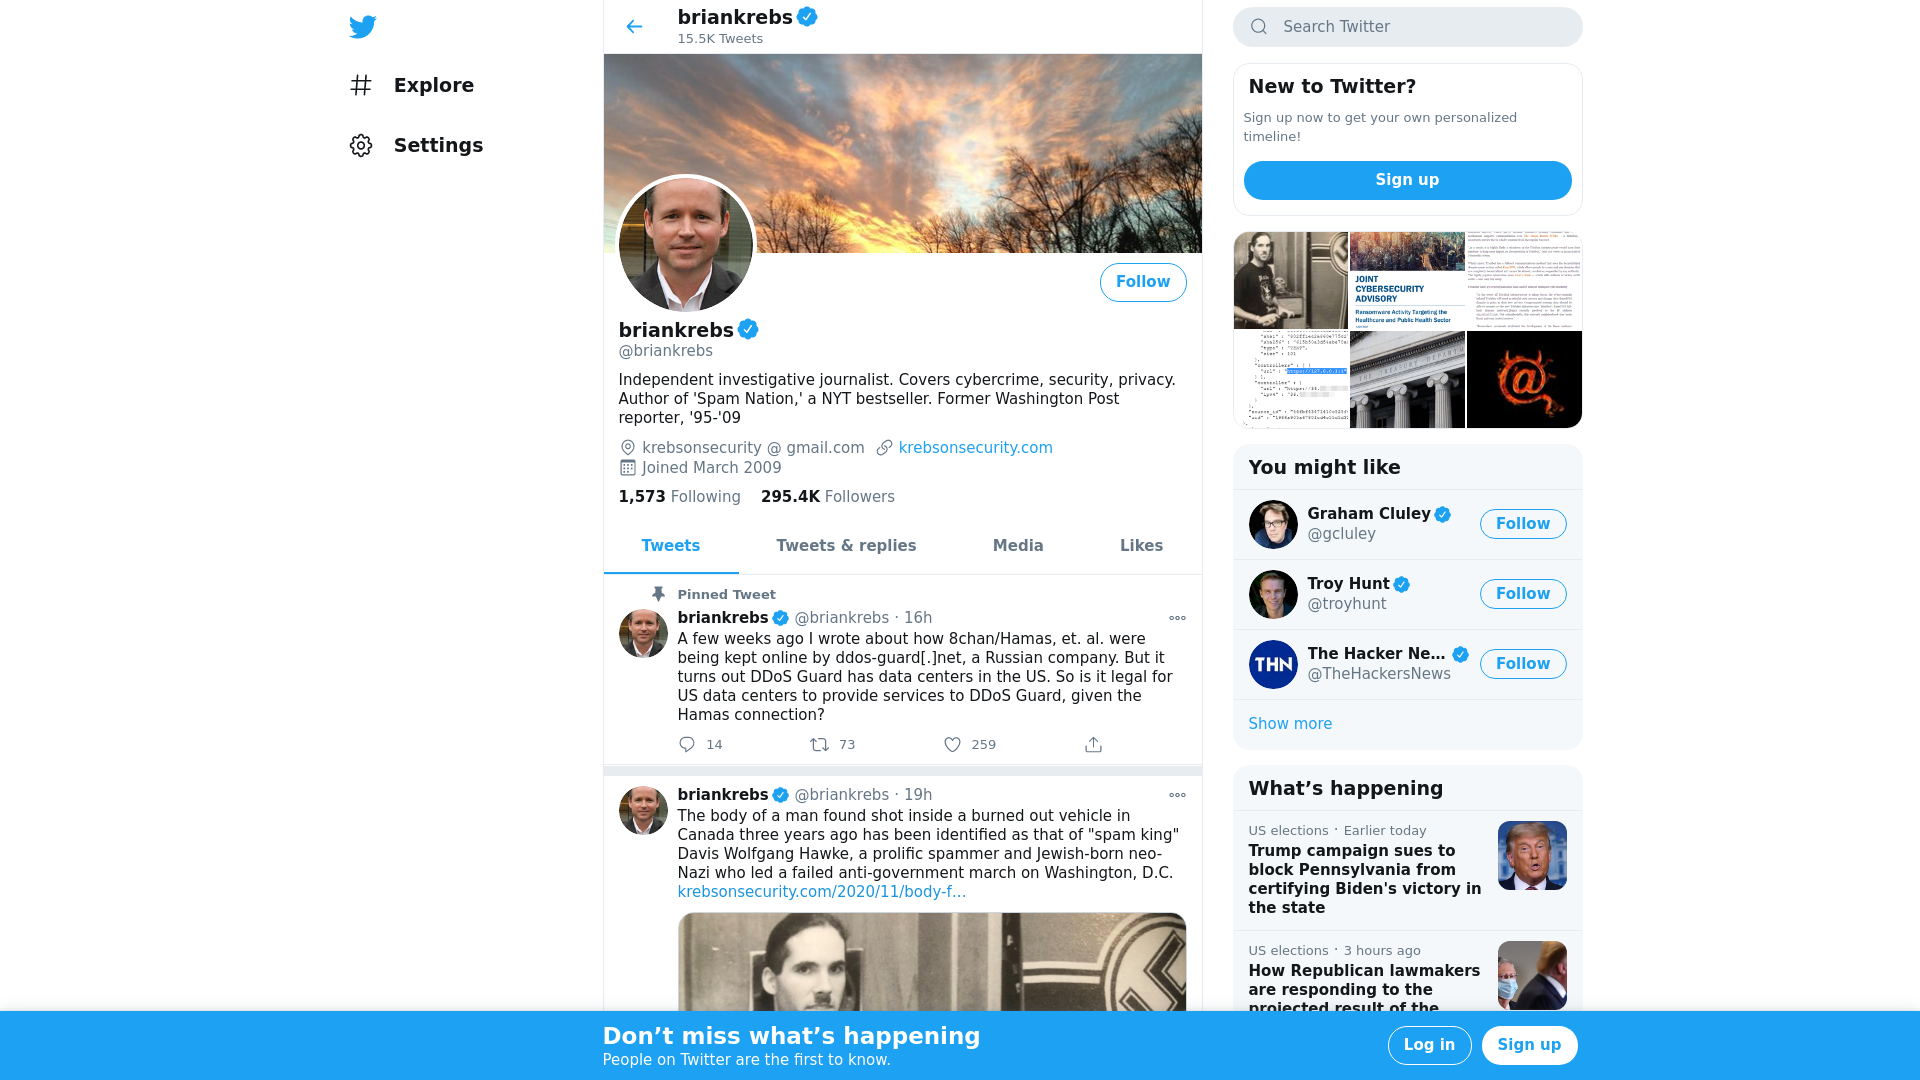 Explore
Settings
briankrebs
15.5K Tweets
Follow
briankrebs
@briankrebs
Independent investigative journalist. Covers cybercrime, security, privacy.
Author of 'Spam Nation,' a NYT bestseller. Former Washington Post
reporter, '95-'09
krebsonsecurity @ gmail.com krebsonsecurity.com
Joined March 2009
1,573 Following 295.4K Followers
Tweets Tweets & replies Media Likes
Pinned Tweet
briankrebs @briankrebs · 16h
A few weeks ago I wrote about how 8chan/Hamas, et. al. were
being kept online by ddos-guard[.]net, a Russian company. But it
turns out DDoS Guard has data centers in the US. So is it legal for
US data centers to provide services to DDoS Guard, given the
Hamas connection?
14 73 259
briankrebs @briankrebs · 19h
The body of a man found shot inside a burned out vehicle in
Canada three years ago has been identified as that of "spam king"
Davis Wolfgang Hawke, a prolific spammer and Jewish-born neo-
Nazi who led a failed anti-government march on Washington, D.C.
krebsonsecurity.com/2020/11/body-f…
Search Twitter
New to Twitter?
Sign up now to get your own personalized
timeline!
Sign up
JOINT
CYBERSECURITY
ADVISORY
Ransomware Activity Targeting the
Healthcare and Public Health Sector
You might like
Graham Cluley
@gcluley
Follow
Troy Hunt
@troyhunt
Follow
THN
The Hacker Ne…
@TheHackersNews
Follow
Show more
What’s happening
US elections · Earlier today
Trump campaign sues to
block Pennsylvania from
certifying Biden's victory in
the state
US elections · 3 hours ago
How Republican lawmakers
are responding to the
projected result of the
Don’t miss what’s happening
People on Twitter are the first to know.
Log in
Sign up